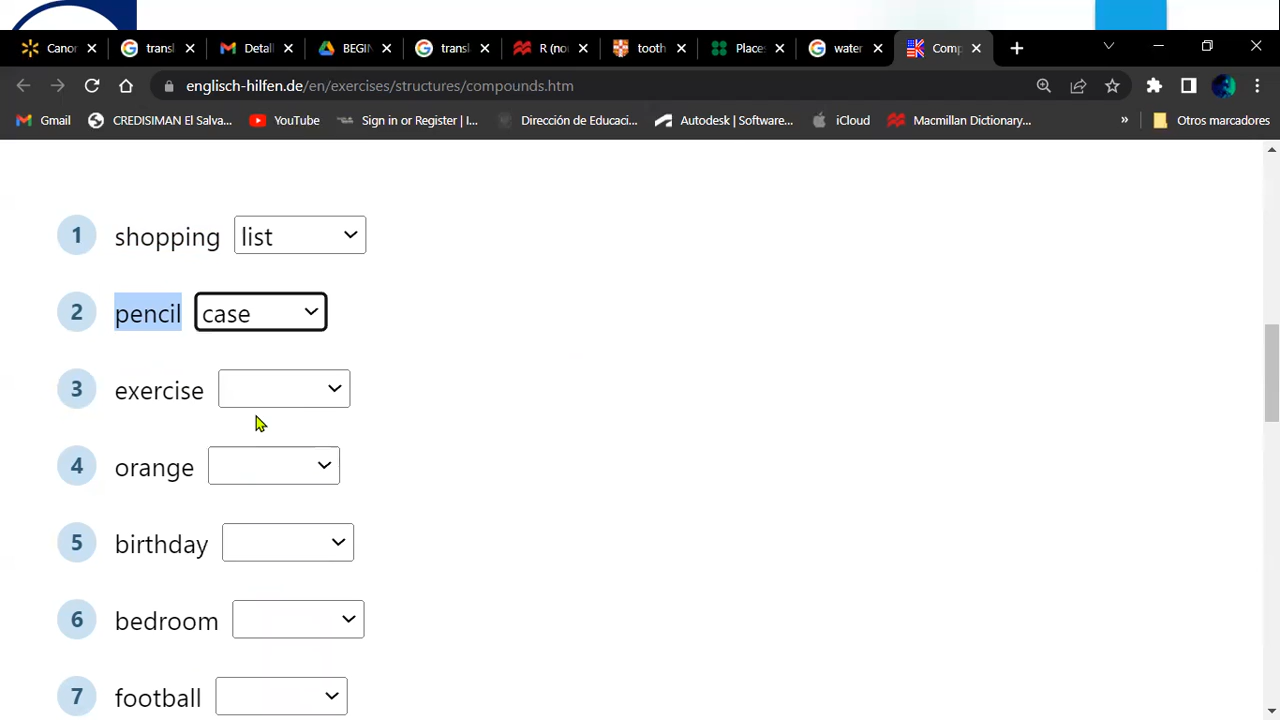 Canor
transl
Detall
BEGIN
transl
R (nor
tooth
Place
water
Comp
englisch-hilfen.de/en/exercises/structures/compounds.htm
Gmail
CREDISIMAN El Salva...
YouTube
Sign in or Register | I...
Dirección de Educaci...
Autodesk | Software...
iCloud
Macmillan Dictionary...
»
Otros marcadores
1 shopping list
2 pencil case
3 exercise
4 orange
5 birthday
6 bedroom
7 football